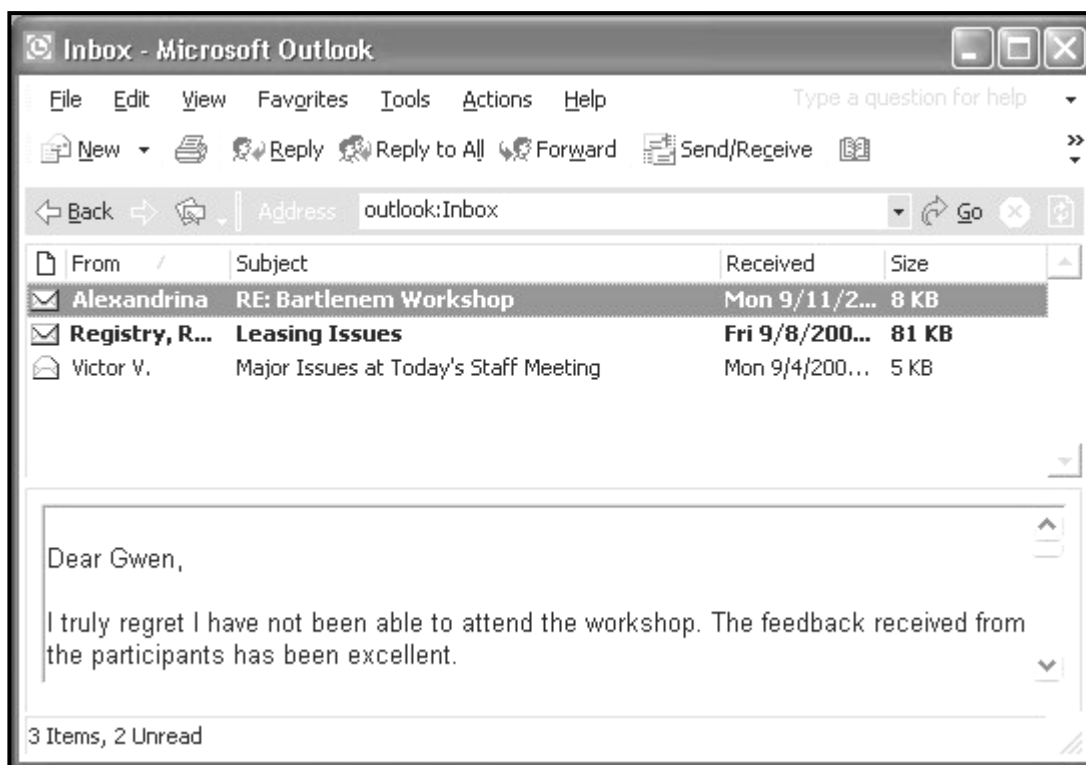 Inbox - Microsoft Outlook
File Edit View Favorites Tools Actions Help Type a question for help
New Reply Reply to All Forward Send/Receive »
Back Address outlook:Inbox Go
From Subject Received Size
Alexandrina RE: Bartlenem Workshop Mon 9/11/2... 8 KB
Registry, R... Leasing Issues Fri 9/8/200... 81 KB
Victor V. Major Issues at Today's Staff Meeting Mon 9/4/200... 5 KB
Dear Gwen,
I truly regret I have not been able to attend the workshop. The feedback received from
the participants has been excellent.
3 Items, 2 Unread